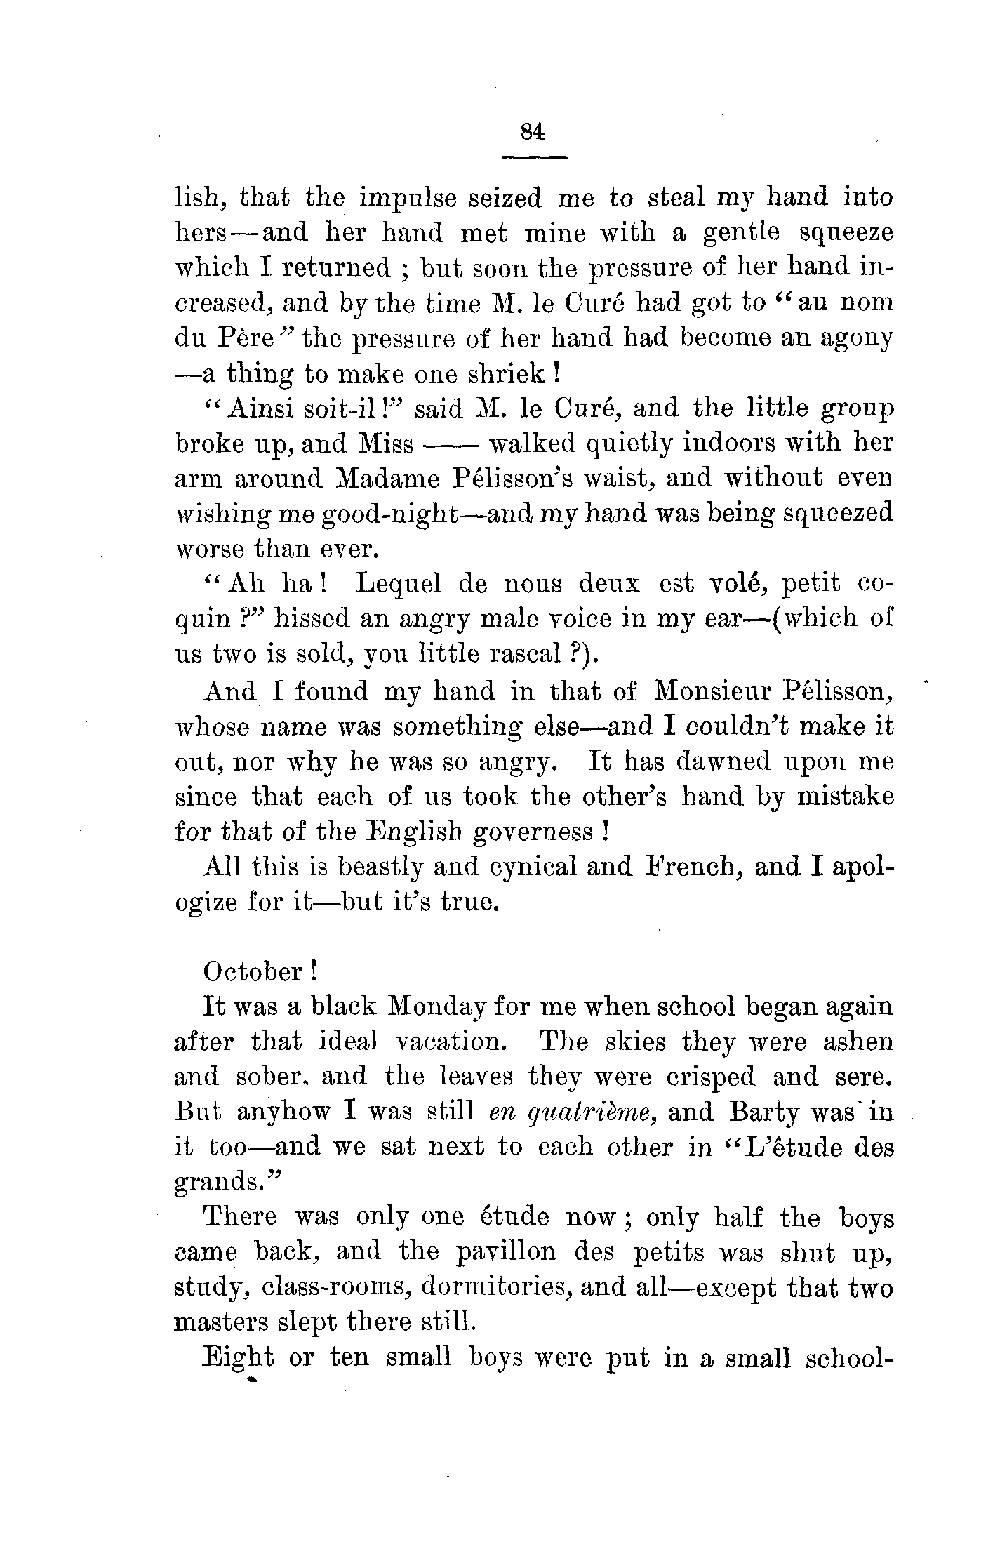 84
lish, that the impulse seized me to steal my hand into
hers—and her hand met mine with a gentle squeeze
which I returned ; but soon the pressure of her hand in-
creased, and by the time M. le Curé had got to “au nom
du Père” the pressure of her hand had become an agony
—a thing to make one shriek !
“Ainsi soit-il !” said M. le Curé, and the little group
broke up, and Miss —— walked quietly indoors with her
arm around Madame Pélisson’s waist, and without even
wishing me good-night—and my hand was being squeezed
worse than ever.
“Ah ha ! Lequel de nous deux est volé, petit co-
quin ?” hissed an angry male voice in my ear—(which of
us two is sold, you little rascal ?).
And I found my hand in that of Monsieur Pélisson,
whose name was something else—and I couldn’t make it
out, nor why he was so angry. It has dawned upon me
since that each of us took the other’s hand by mistake
for that of the English governess !
All this is beastly and cynical and French, and I apol-
ogize for it—but it’s true.
October !
It was a black Monday for me when school began again
after that ideal vacation. The skies they were ashen
and sober, and the leaves they were crisped and sere.
But anyhow I was still en quatrième, and Barty was in
it too—and we sat next to each other in “L’étude des
grands.”
There was only one étude now ; only half the boys
came back, and the pavillon des petits was shut up,
study, class-rooms, dormitories, and all—except that two
masters slept there still.
Eight or ten small boys were put in a small school-